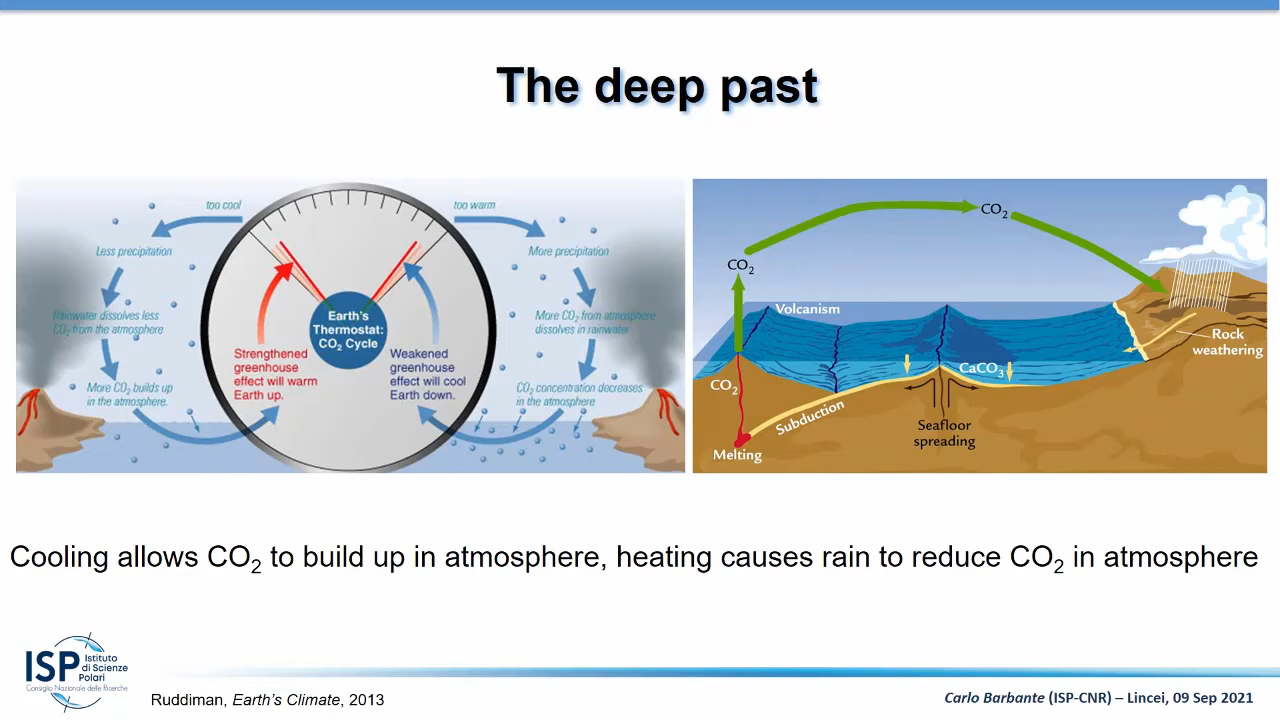 The deep past
too cool
Less precipitation
Rainwater dissolves less
CO₂ from the atmosphere
More CO₂ builds up
in the atmosphere.
Strengthened
greenhouse
effect will warm
Earth up.
Earth's
Thermostat:
CO₂ Cycle
Weakened
greenhouse
effect will cool
Earth down.
too warm
More precipitation
More CO₂ from atmosphere
dissolves in rainwater
CO₂ concentration decreases
in the atmosphere
CO₂
CO₂
Volcanism
Rock
weathering
CO₂
CaCO₃
Subduction
Seafloor
spreading
Melting
Cooling allows CO₂ to build up in atmosphere, heating causes rain to reduce CO₂ in atmosphere
ISP Istituto
di Scienze
Polari
Consiglio Nazionale delle Ricerche
Ruddiman, Earth's Climate, 2013
Carlo Barbante (ISP-CNR) – Lincei, 09 Sep 2021